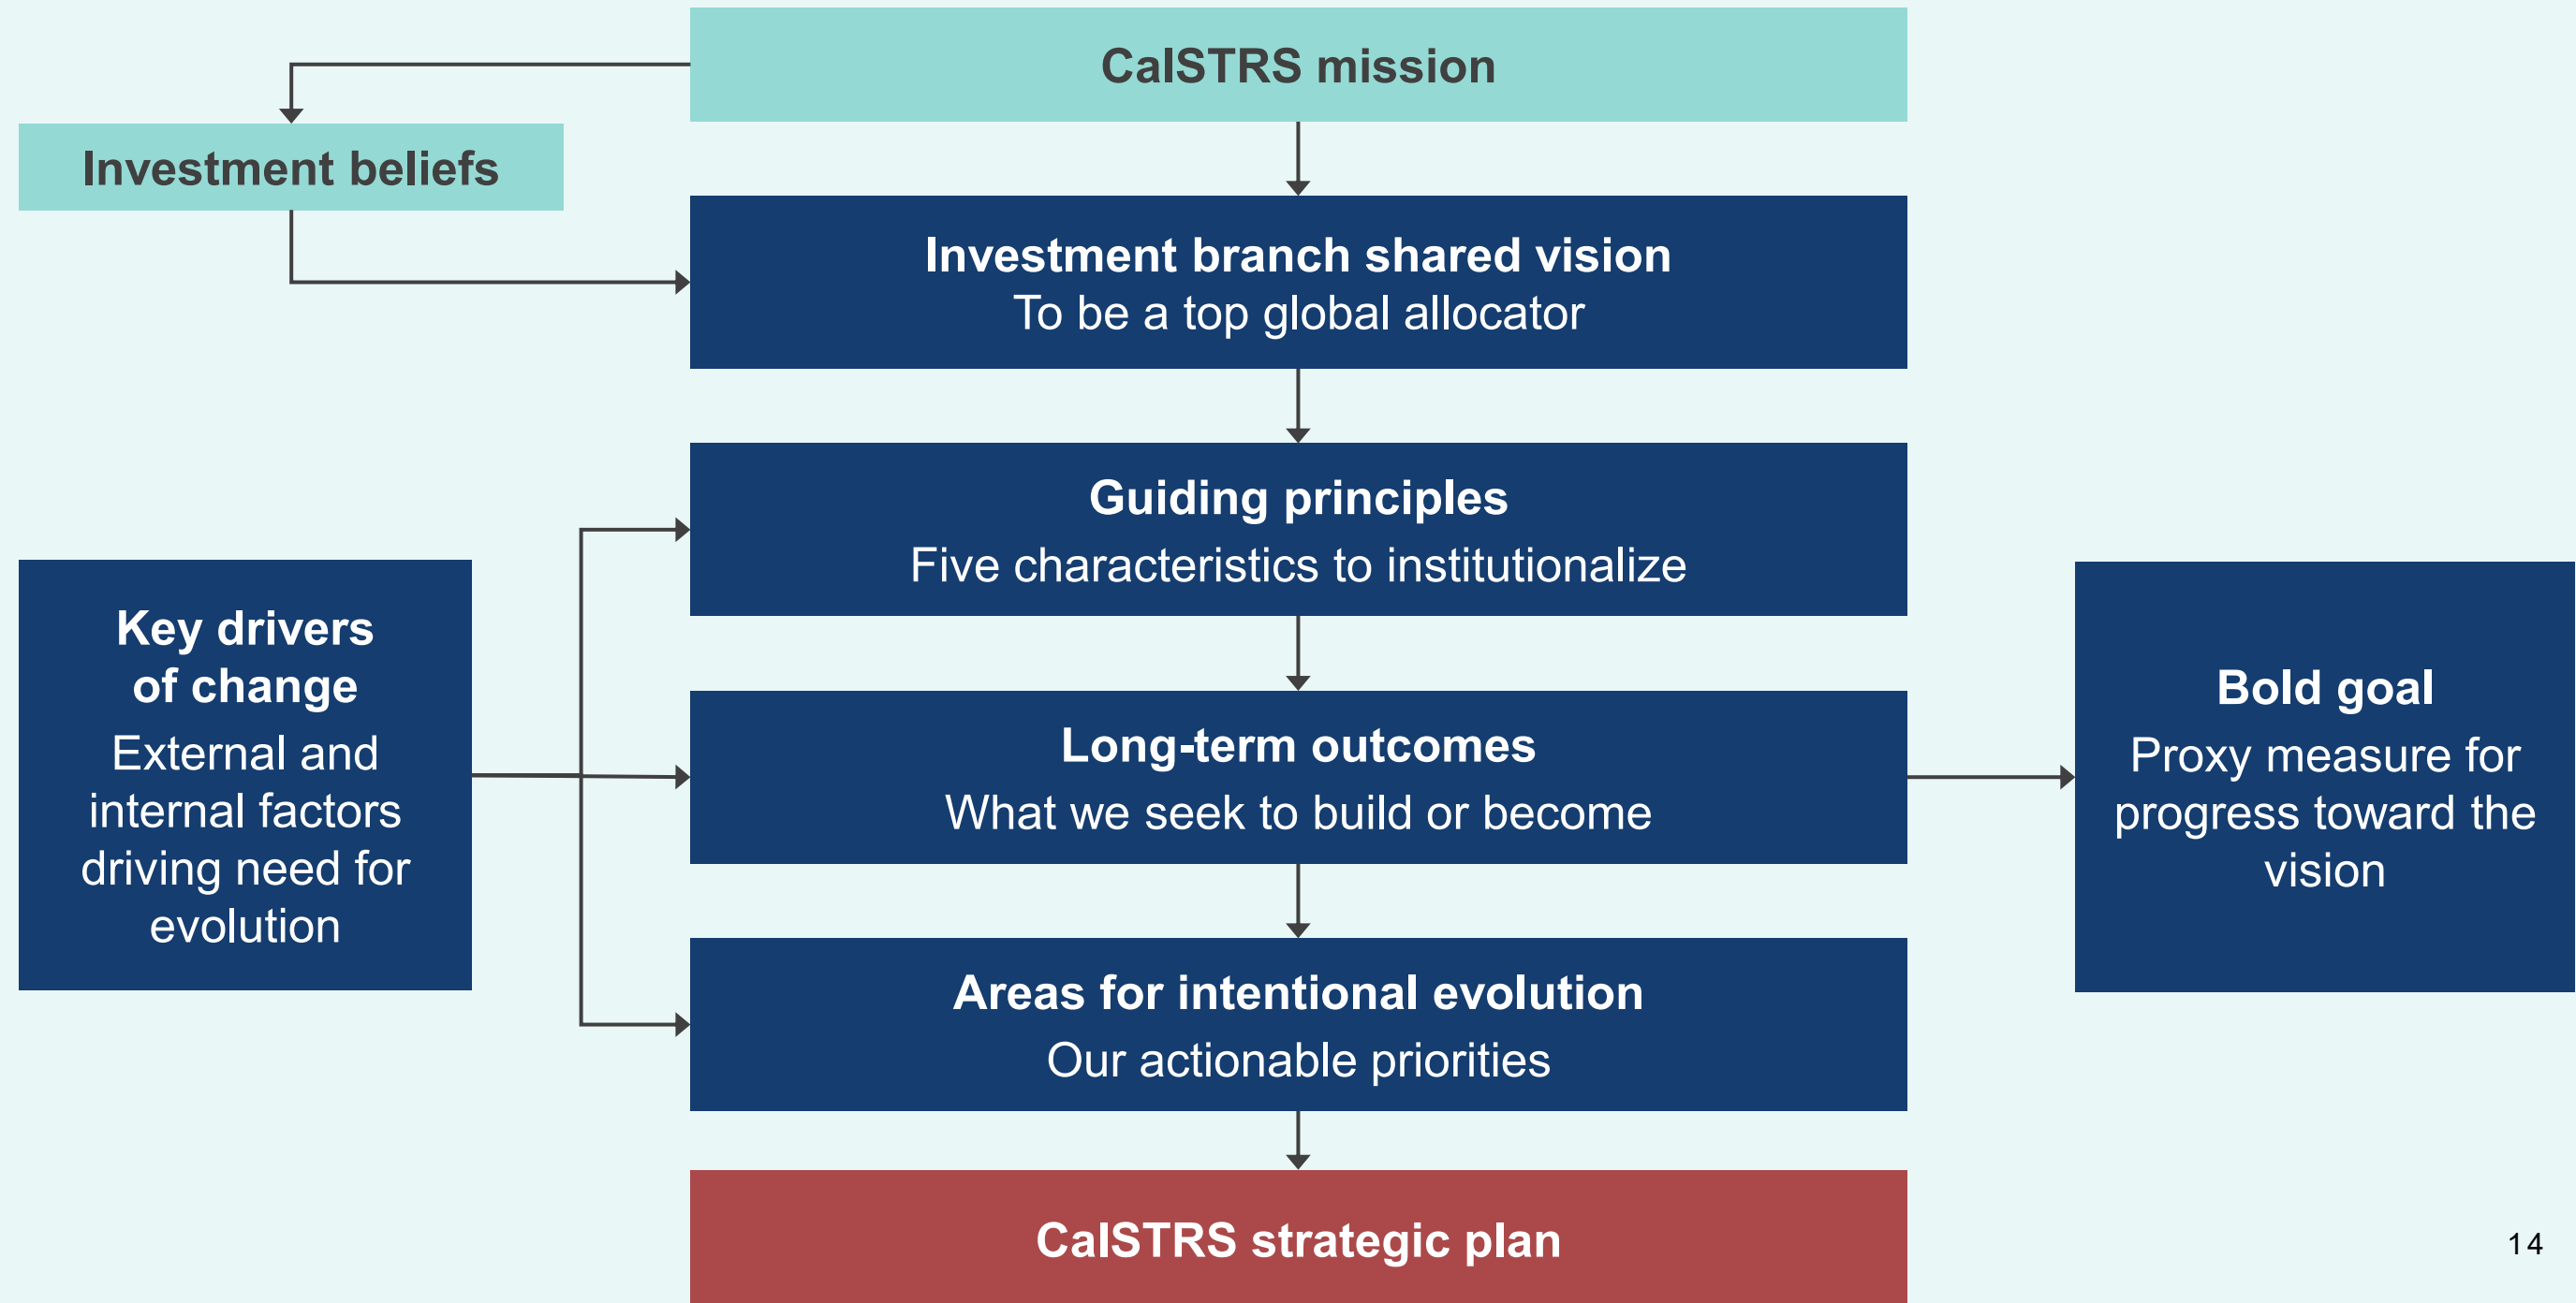 CalSTRS mission
Investment beliefs
Investment branch shared vision
To be a top global allocator
Guiding principles
Five characteristics to institutionalize
Key drivers
of change
External and
internal factors
driving need for
evolution
Long-term outcomes
What we seek to build or become
Bold goal
Proxy measure for
progress toward the
vision
Areas for intentional evolution
Our actionable priorities
CalSTRS strategic plan
14